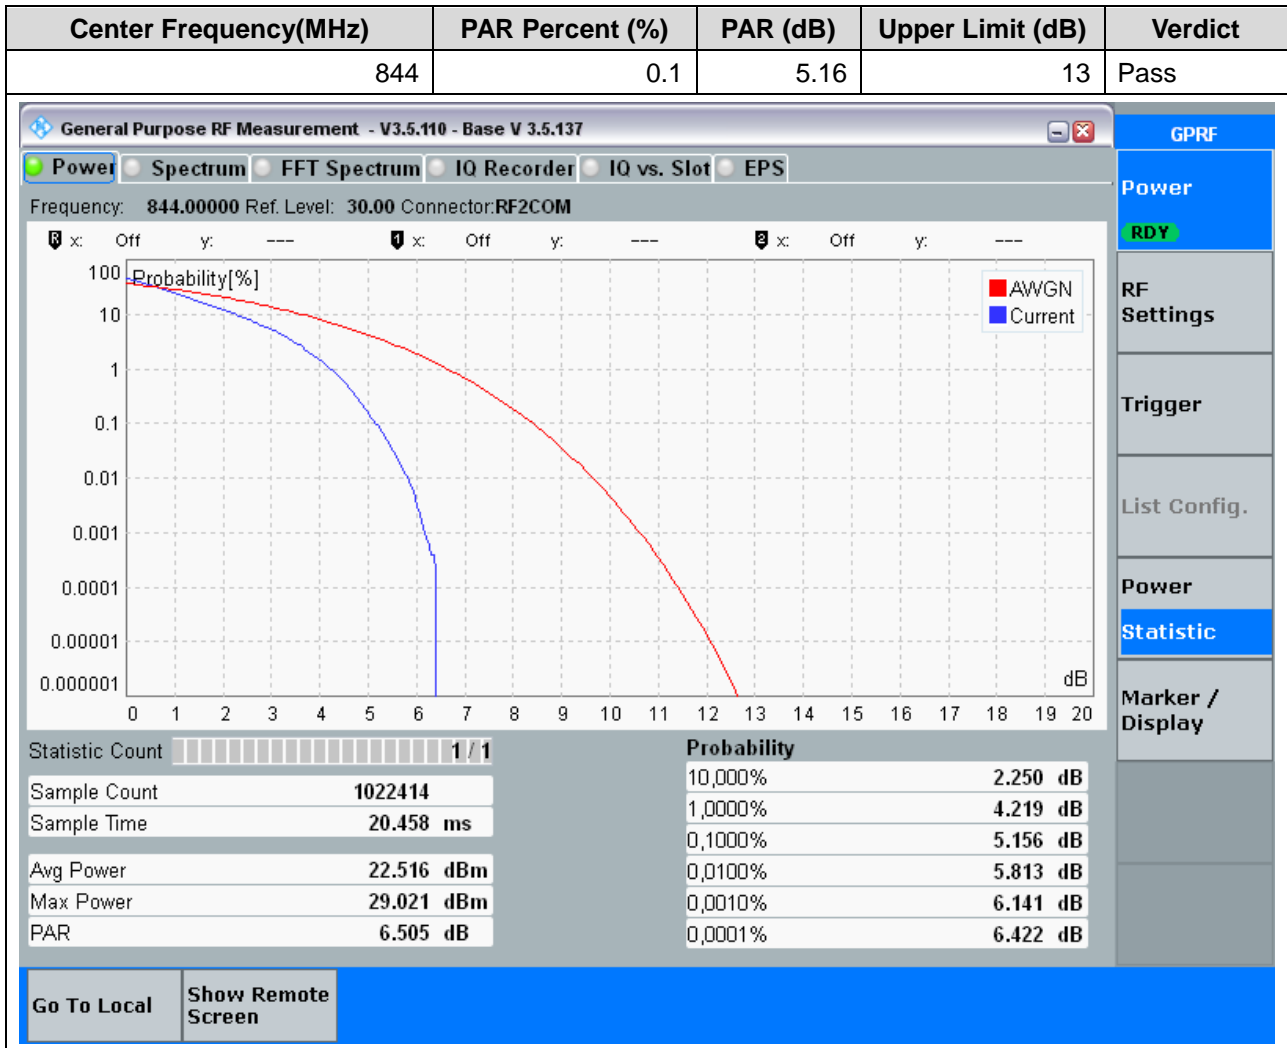 Center Frequency(MHz) PAR Percent (%) PAR (dB) Upper Limit (dB) Verdict
844 0.1 5.16 13 Pass
General Purpose RF Measurement - V3.5.110 - Base V 3.5.137
GPRF
Power Spectrum FFT Spectrum IQ Recorder IQ vs. Slot EPS
Power
RDY
Frequency: 844.00000 Ref. Level: 30.00 Connector:RF2COM
R x: Off y: --- 1 x: Off y: --- 2 x: Off y: ---
Probability[%]
AWGN
Current
100
10
1
0.1
0.01
0.001
0.0001
0.00001
0.000001
dB
0 1 2 3 4 5 6 7 8 9 10 11 12 13 14 15 16 17 18 19 20
RF
Settings
Trigger
List Config.
Power
Statistic
Marker /
Display
Statistic Count 1 / 1
Sample Count 1022414
Sample Time 20.458 ms
Avg Power 22.516 dBm
Max Power 29.021 dBm
PAR 6.505 dB
Probability
10,000% 2.250 dB
1,0000% 4.219 dB
0,1000% 5.156 dB
0,0100% 5.813 dB
0,0010% 6.141 dB
0,0001% 6.422 dB
Go To Local
Show Remote
Screen